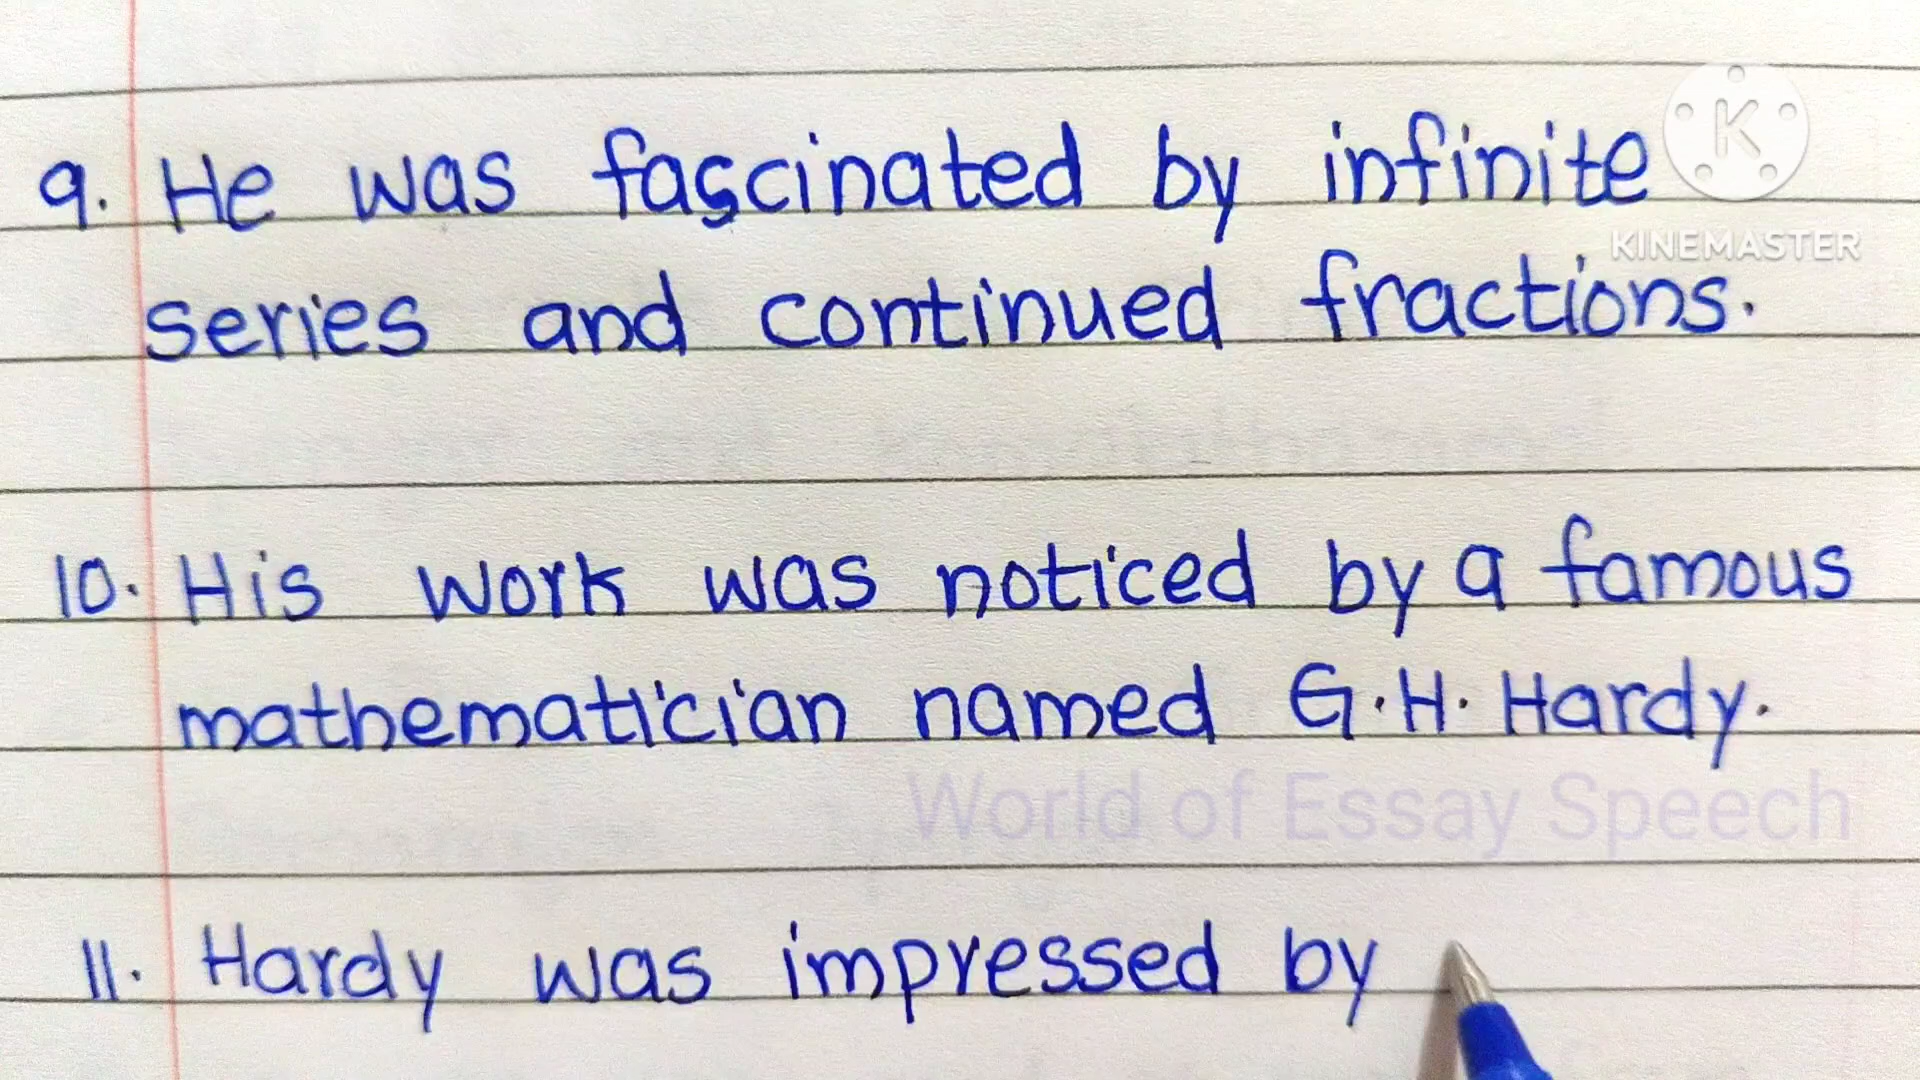 9. He was fascinated by infinite
KINEMASTER
series and continued fractions.
10. His work was noticed by a famous
mathematician named G.H. Hardy.
World of Essay Speech
11. Hardy was impressed by